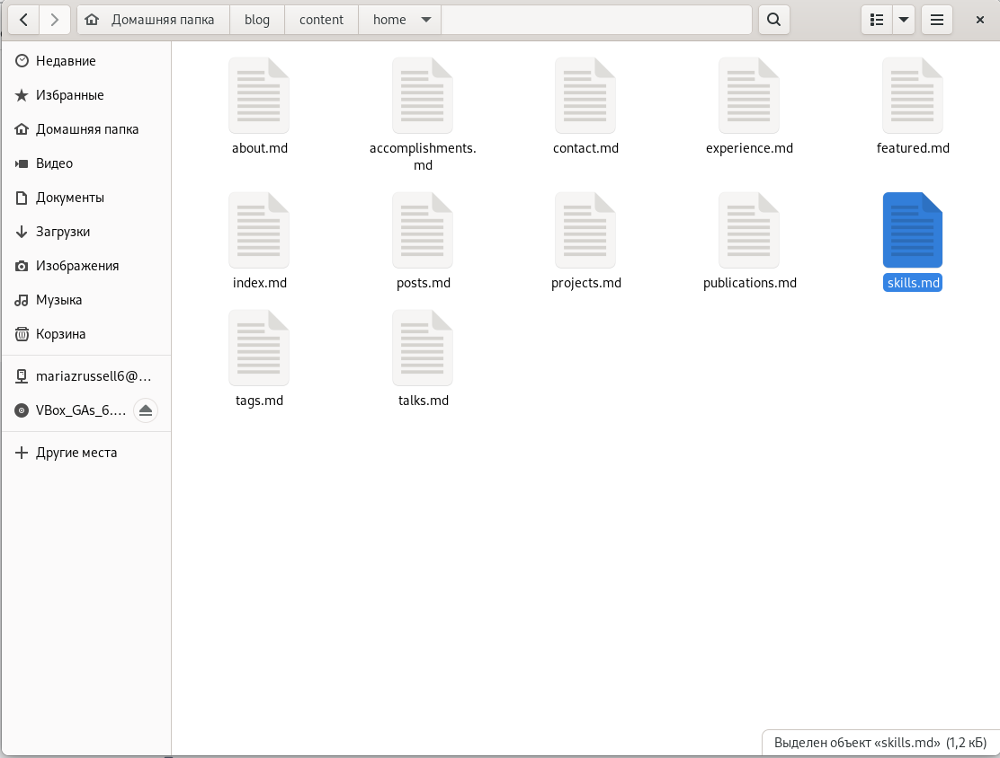 Домашняя папка blog content home
Недавние
Избранные
Домашняя папка
Видео
Документы
Загрузки
Изображения
Музыка
Корзина
mariazrussell6@...
VBox_GAs_6....
Другие места
about.md
accomplishments.
md
contact.md
experience.md
featured.md
index.md
posts.md
projects.md
publications.md
skills.md
tags.md
talks.md
Выделен объект «skills.md» (1,2 кБ)